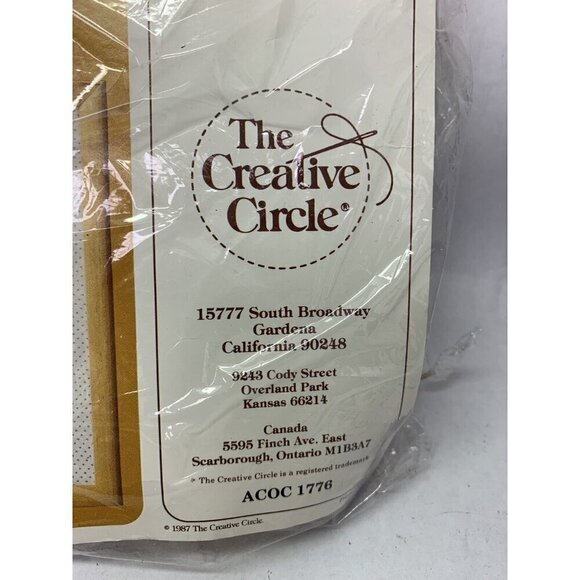 The
Creative
Circle®
15777 South Broadway
Gardena
California 90248
9243 Cody Street
Overland Park
Kansas 66214
Canada
5595 Finch Ave. East
Scarborough, Ontario M1B3A7
® The Creative Circle is a registered trademark
ACOC 1776
© 1987 The Creative Circle.